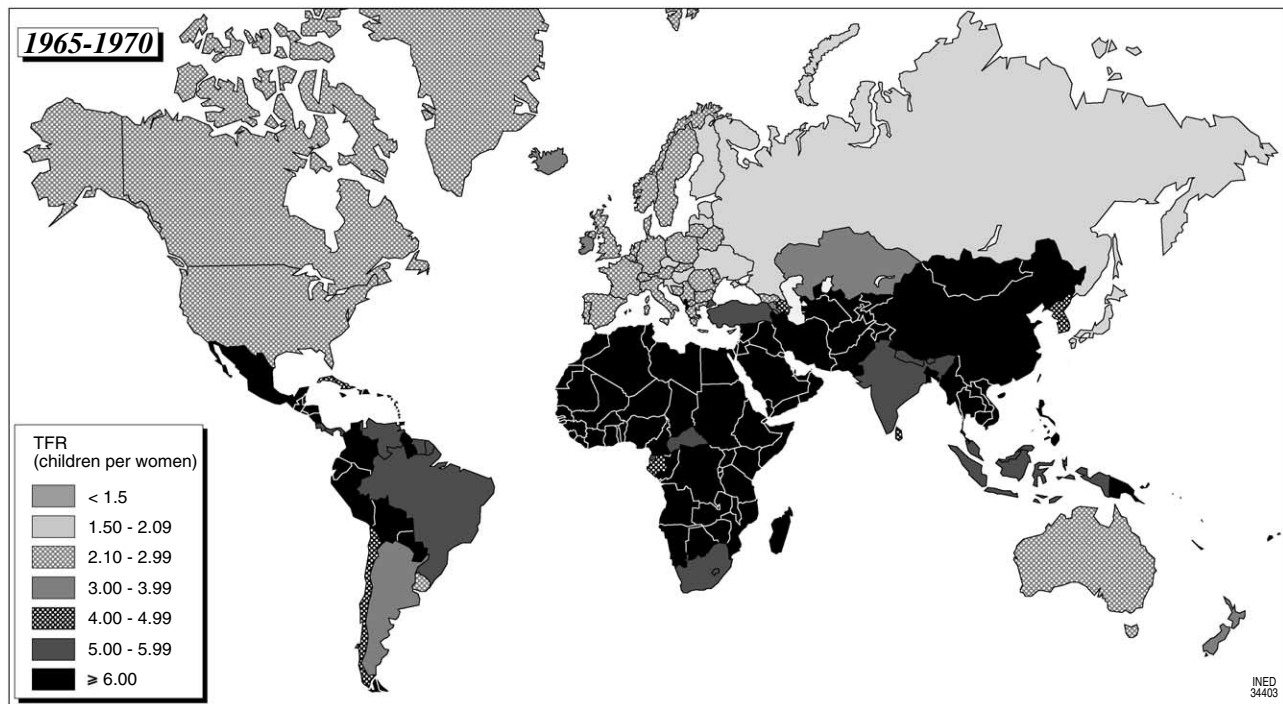 1965-1970
TFR
(children per women)
< 1.5
1.50 - 2.09
2.10 - 2.99
3.00 - 3.99
4.00 - 4.99
5.00 - 5.99
⩾ 6.00
INED
34403